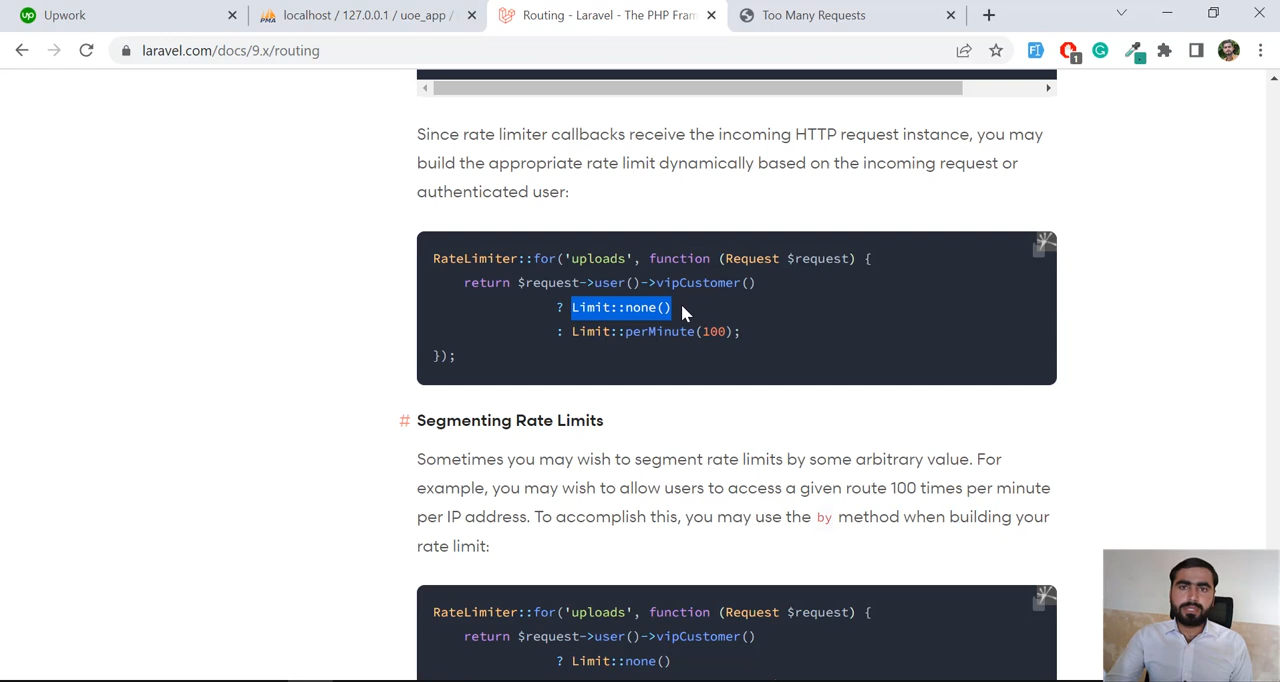 Upwork
localhost / 127.0.0.1 / uoe_app /
Routing - Laravel - The PHP Fram
Too Many Requests
laravel.com/docs/9.x/routing
1
Since rate limiter callbacks receive the incoming HTTP request instance, you may
build the appropriate rate limit dynamically based on the incoming request or
authenticated user:
RateLimiter::for('uploads', function (Request $request) {
return $request->user()->vipCustomer()
? Limit::none()
: Limit::perMinute(100);
});
# Segmenting Rate Limits
Sometimes you may wish to segment rate limits by some arbitrary value. For
example, you may wish to allow users to access a given route 100 times per minute
per IP address. To accomplish this, you may use the by method when building your
rate limit:
RateLimiter::for('uploads', function (Request $request) {
return $request->user()->vipCustomer()
? Limit::none()